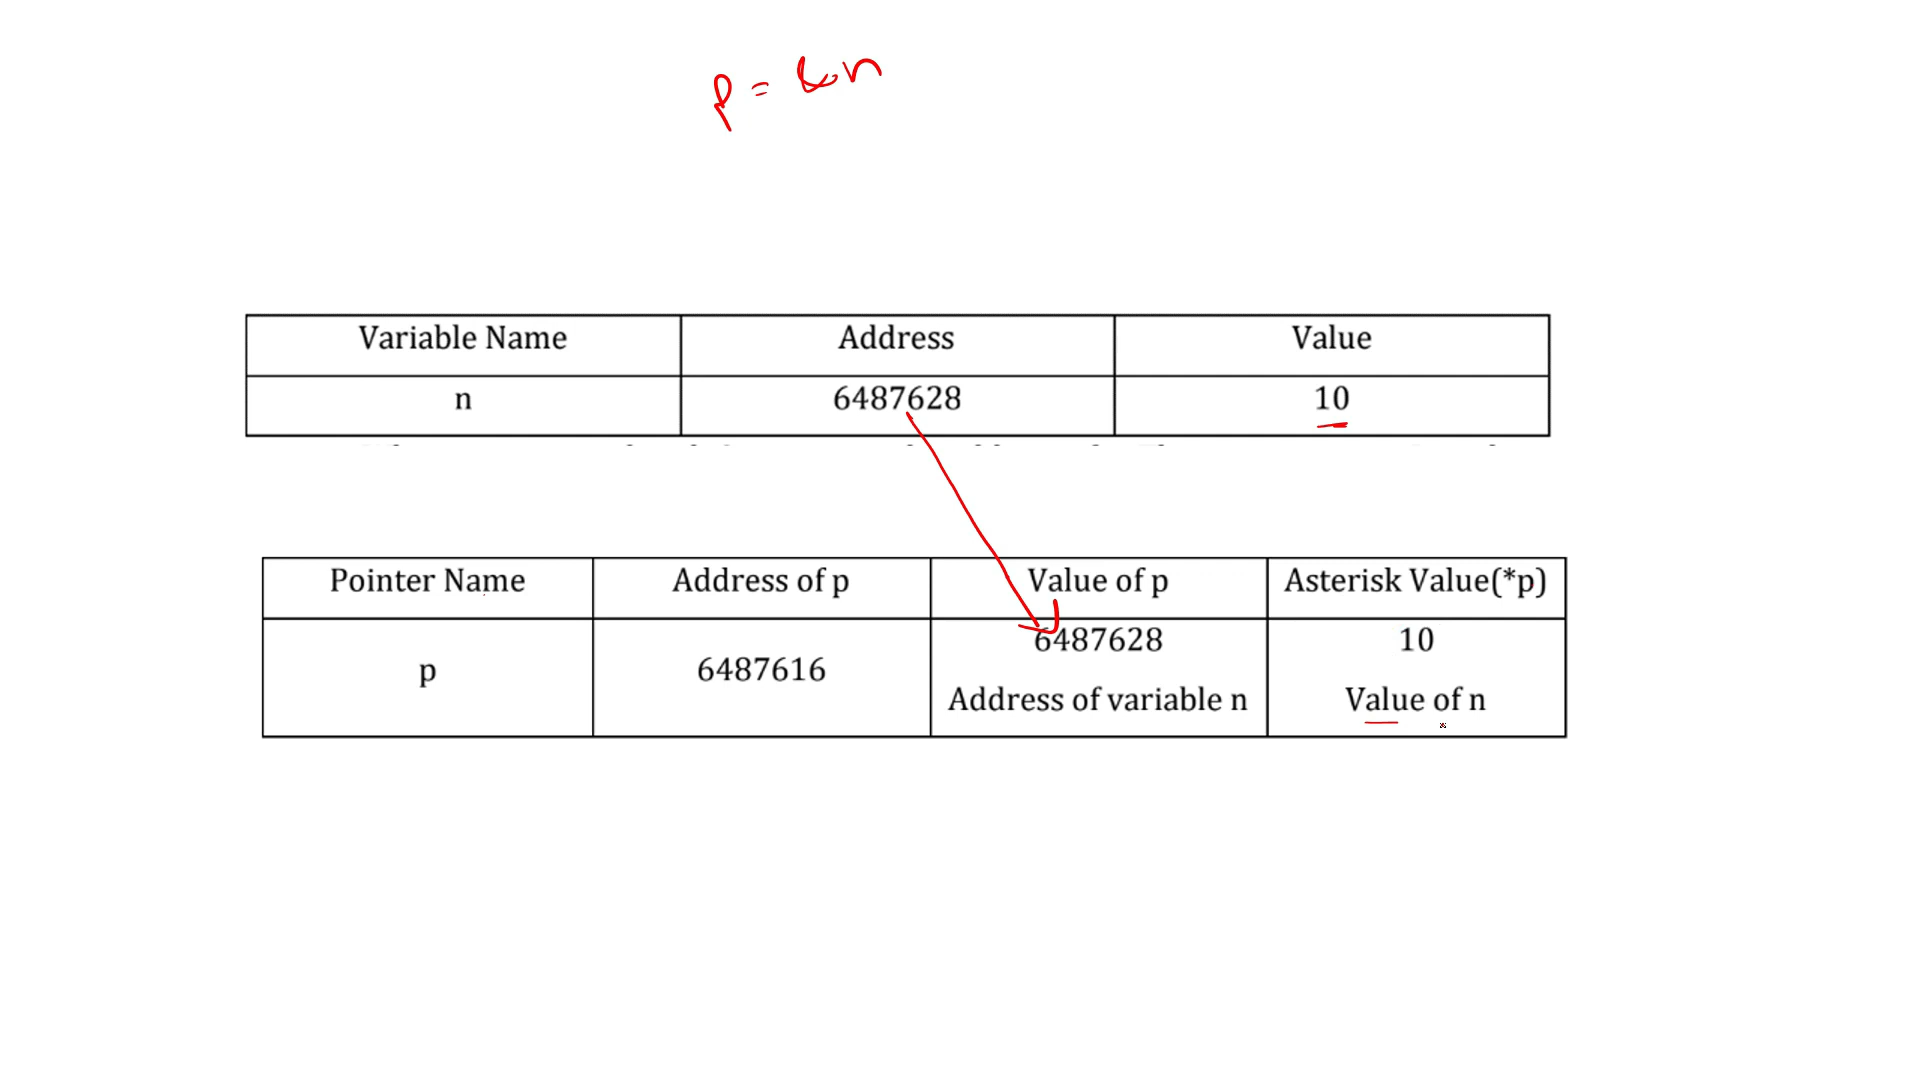 p = &n
Variable Name Address Value
n 6487628 10
Pointer Name Address of p Value of p Asterisk Value(*p)
p 6487616 6487628 10
Address of variable n Value of n